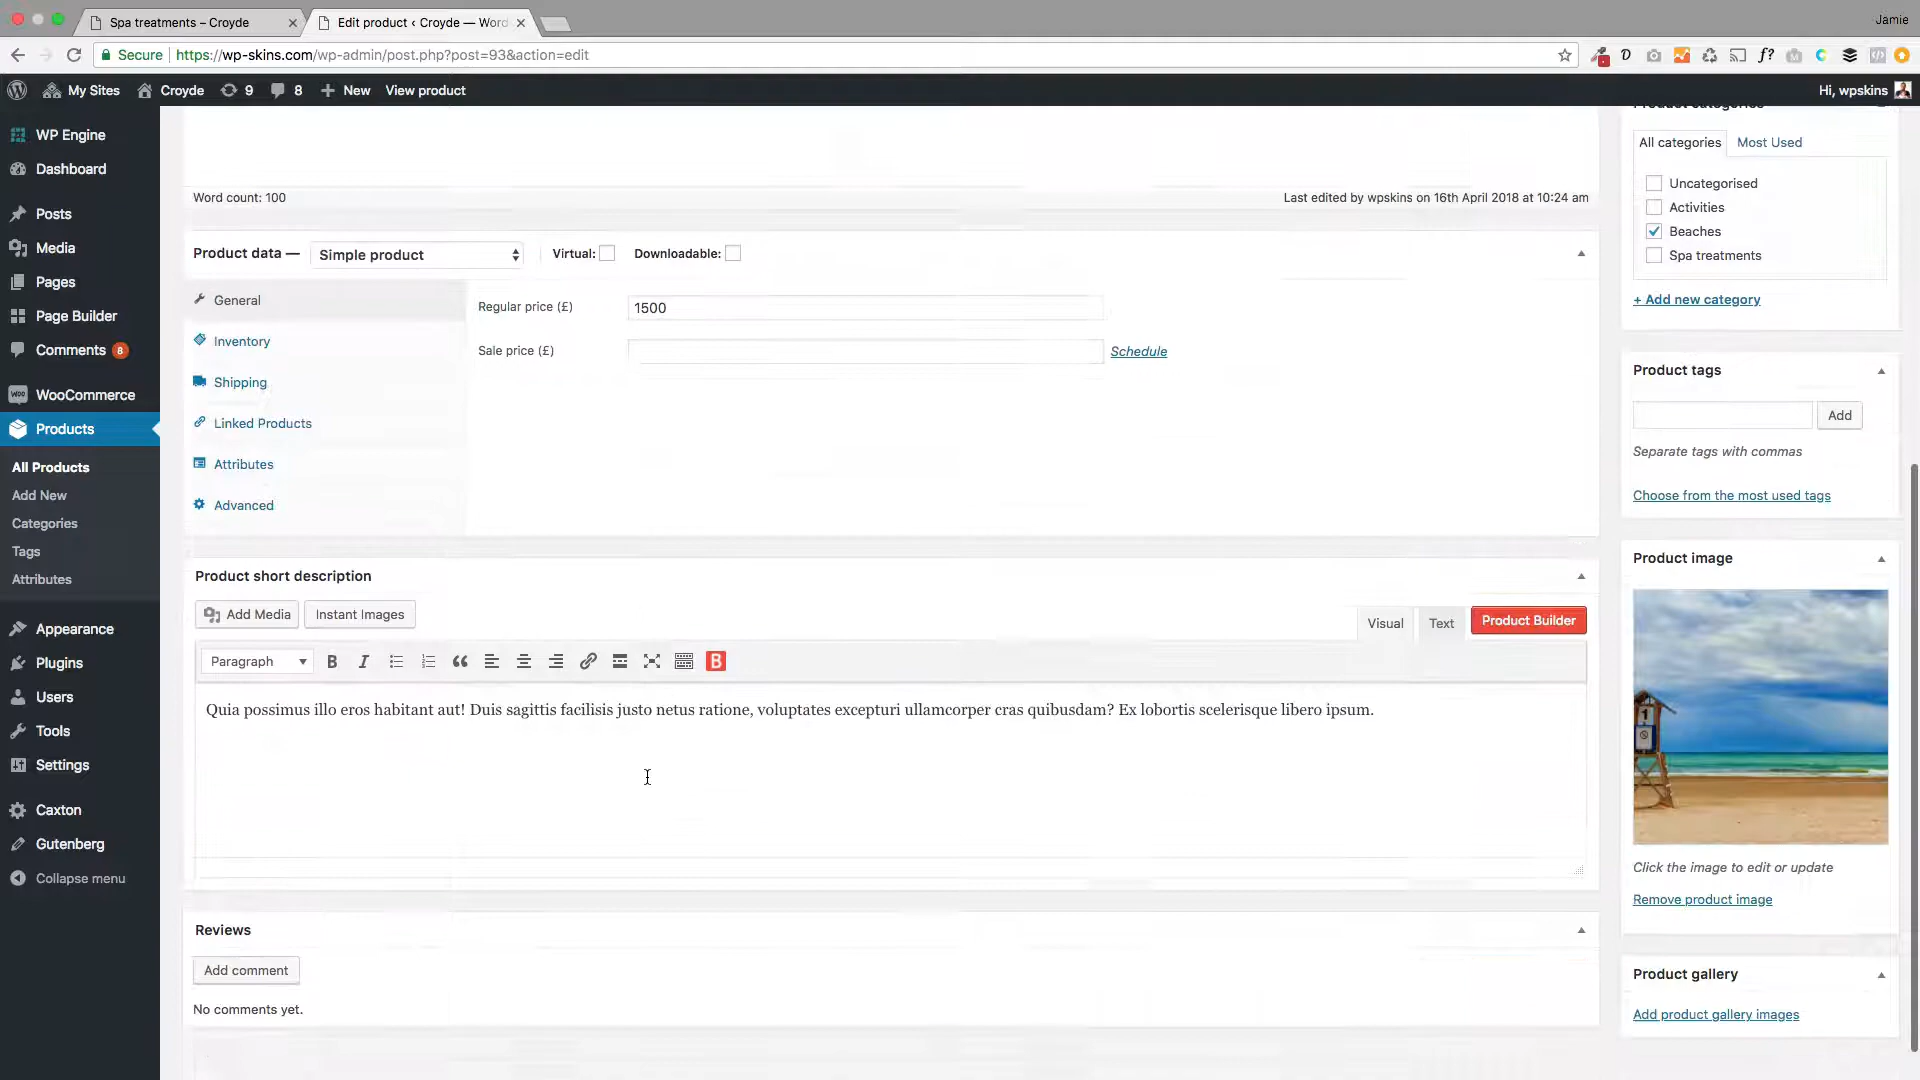 Jamie
Spa treatments – Croyde
Edit product ‹ Croyde — Word
Secure
https://wp-skins.com/wp-admin/post.php?post=93&action=edit
My Sites
Croyde
9
8
New
View product
Hi, wpskins
WP Engine
Dashboard
Posts
Media
Pages
Page Builder
Comments 8
WooCommerce
Products
All Products
Add New
Categories
Tags
Attributes
Appearance
Plugins
Users
Tools
Settings
Caxton
Gutenberg
Collapse menu
Word count: 100
Last edited by wpskins on 16th April 2018 at 10:24 am
Product data —
Simple product
Virtual:
Downloadable:
General
Inventory
Shipping
Linked Products
Attributes
Advanced
Regular price (£)
1500
Sale price (£)
Schedule
Product short description
Add Media
Instant Images
Visual
Text
Product Builder
Paragraph
B
I
B
Quia possimus illo eros habitant aut! Duis sagittis facilisis justo netus ratione, voluptates excepturi ullamcorper cras quibusdam? Ex lobortis scelerisque libero ipsum.
Reviews
Add comment
No comments yet.
Product categories
All categories
Most Used
Uncategorised
Activities
Beaches
Spa treatments
+ Add new category
Product tags
Add
Separate tags with commas
Choose from the most used tags
Product image
1
Click the image to edit or update
Remove product image
Product gallery
Add product gallery images